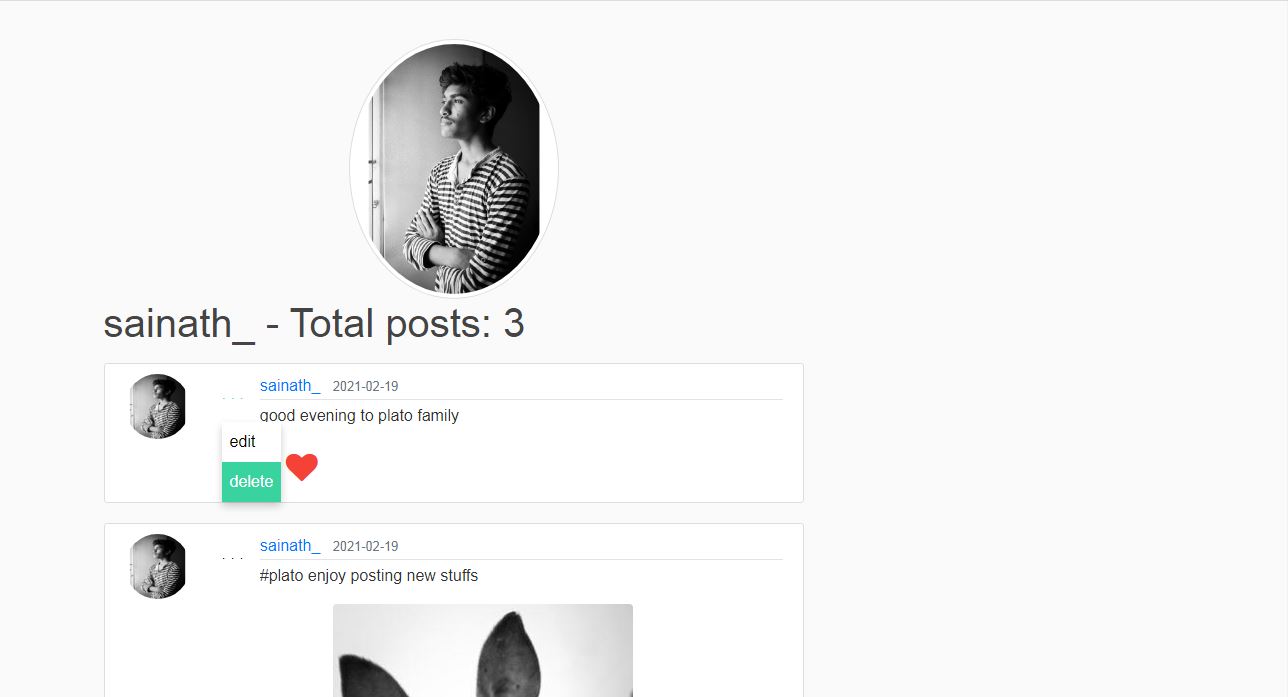 sainath_ - Total posts: 3
... sainath_ 2021-02-19
good evening to plato family
edit
delete
... sainath_ 2021-02-19
#plato enjoy posting new stuffs